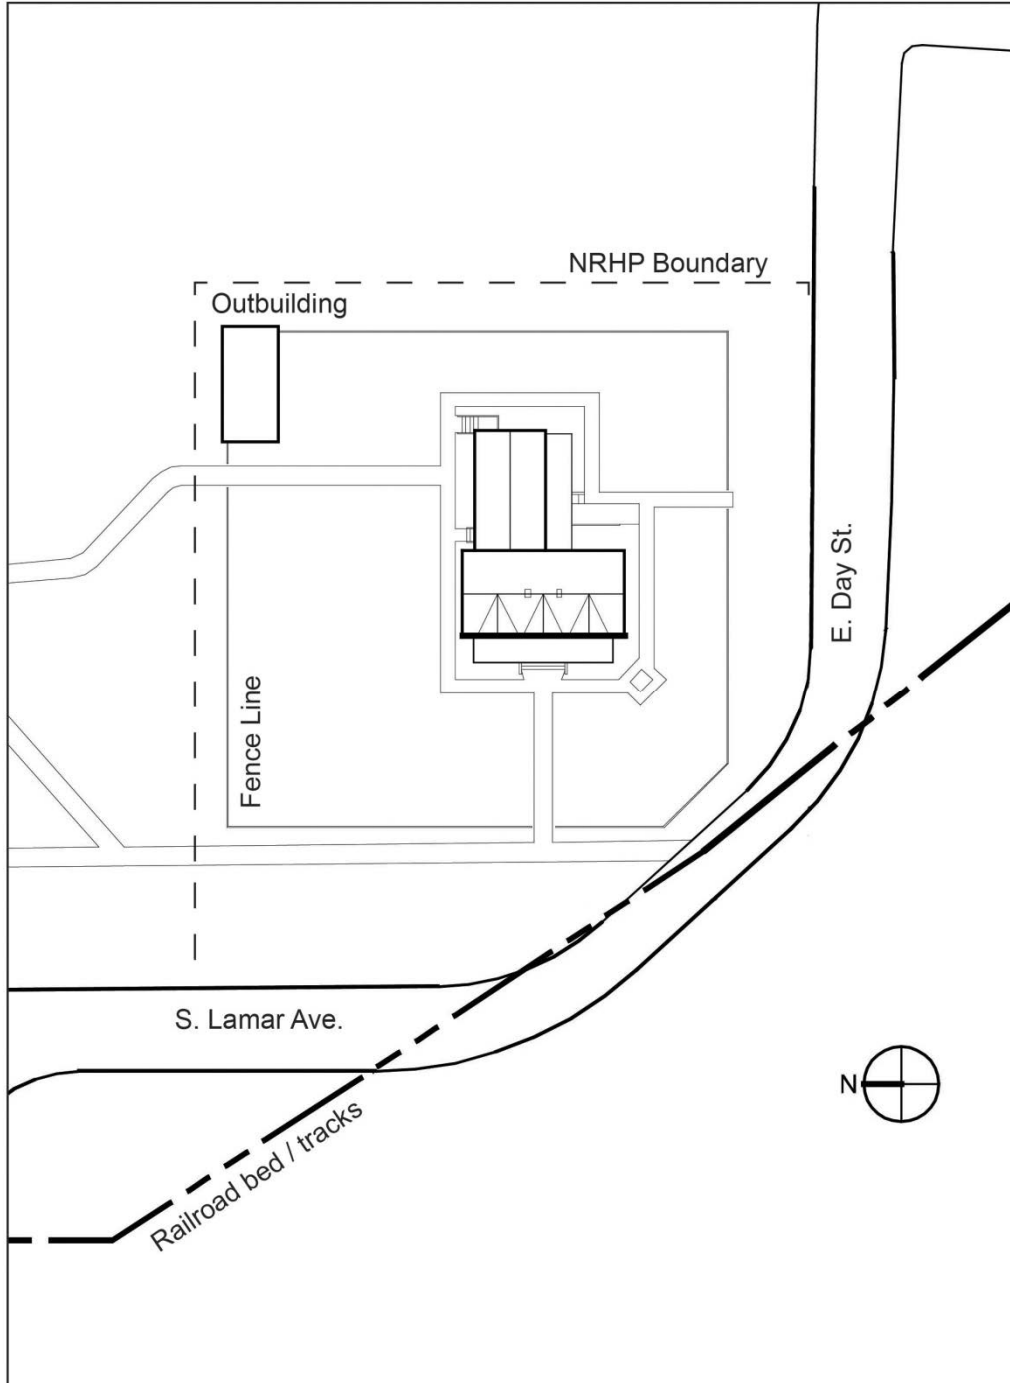 NRHP Boundary
Outbuilding
E. Day St.
Fence Line
S. Lamar Ave.
N
Railroad bed / tracks